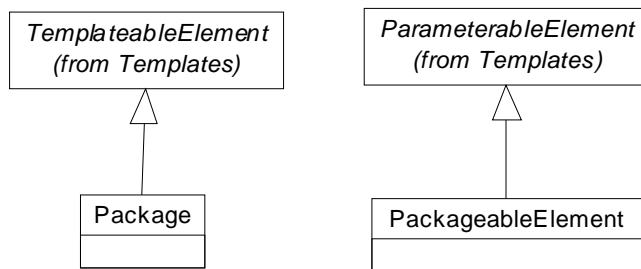 TemplateableElement
(from Templates)
ParameterableElement
(from Templates)
Package
PackageableElement